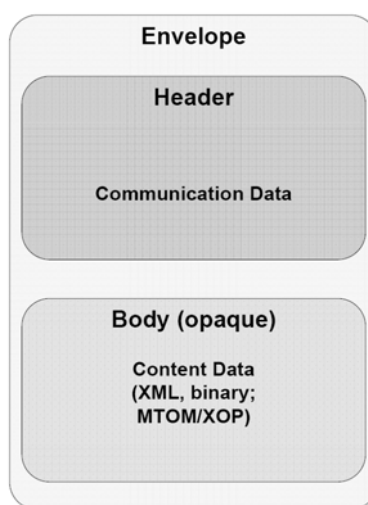 Envelope
Header
Communication Data
Body (opaque)
Content Data
(XML, binary;
MTOM/XOP)